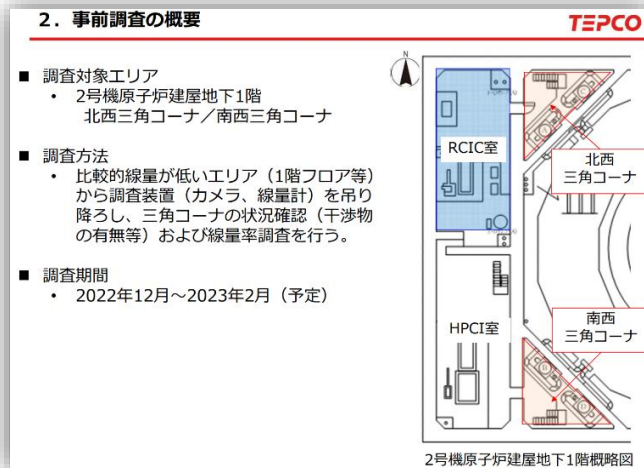 2．事前調査の概要
TEPCO
■ 調査対象エリア
• 2号機原子炉建屋地下1階
北西三角コーナ／南西三角コーナ
■ 調査方法
• 比較的線量が低いエリア（1階フロア等）
から調査装置（カメラ、線量計）を吊り
降ろし、三角コーナの状況確認（干渉物
の有無等）および線量率調査を行う。
■ 調査期間
• 2022年12月～2023年2月（予定）
N
RCIC室
北西
三角コーナ
HPCI室
南西
三角コーナ
2号機原子炉建屋地下1階概略図